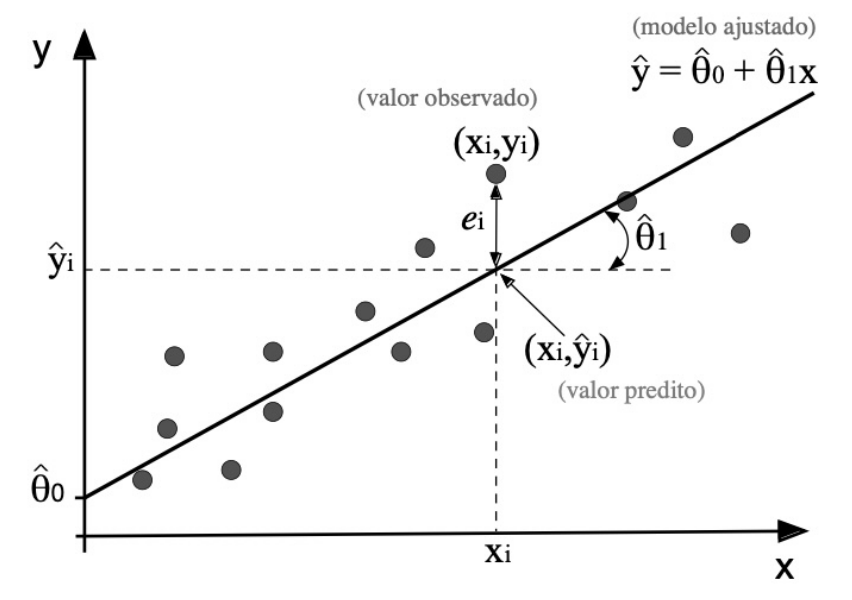 (modelo ajustado)
y
ŷ = θ̂0 + θ̂1x
(valor observado)
(xi,yi)
ei
θ̂1
ŷi
(xi,ŷi)
(valor predito)
θ̂0
xi
x